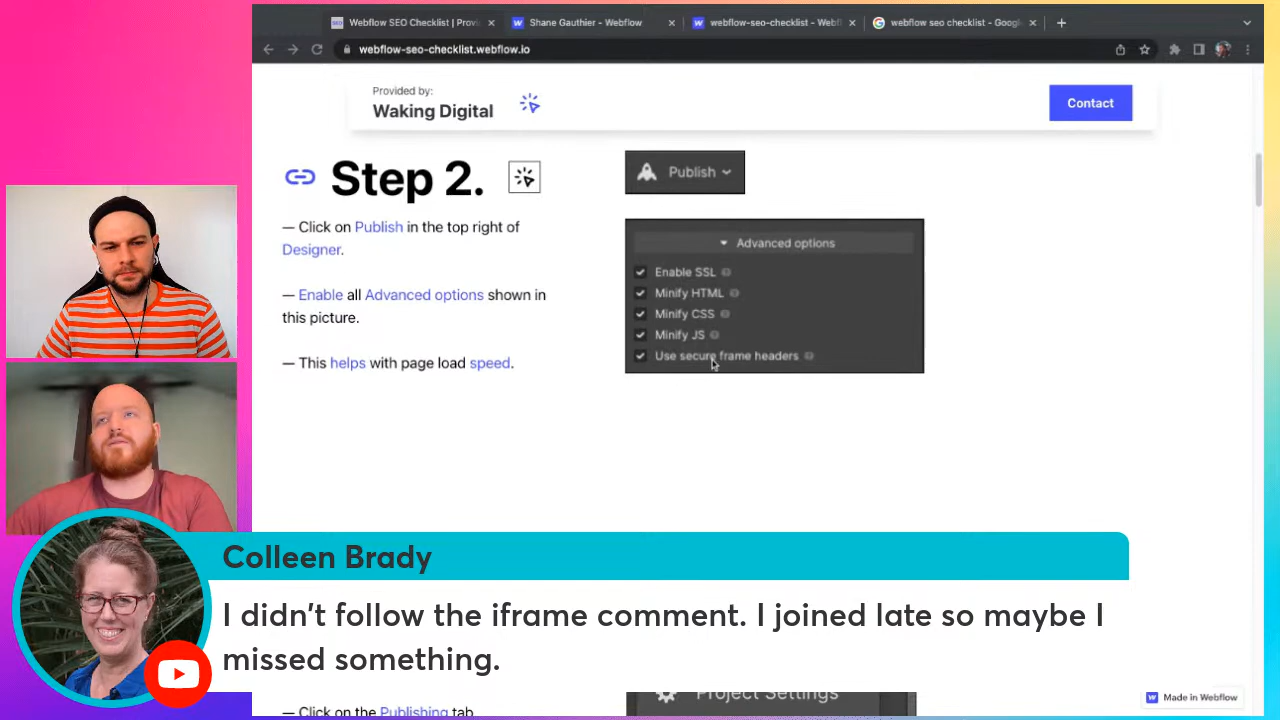 Webflow SEO Checklist | Provi
Shane Gauthier - Webflow
webflow-seo-checklist - Webf
webflow seo checklist - Googl
webflow-seo-checklist.webflow.io
Provided by:
Waking Digital
Contact
Step 2.
— Click on Publish in the top right of
Designer.
— Enable all Advanced options shown in
this picture.
— This helps with page load speed.
Publish
Advanced options
Enable SSL
Minify HTML
Minify CSS
Minify JS
Use secure frame headers
Colleen Brady
I didn't follow the iframe comment. I joined late so maybe I
missed something.
Project Settings
— Click on the Publishing tab
Made in Webflow